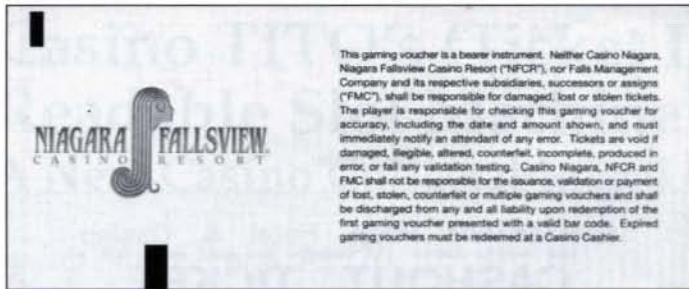 NIAGARA FALLSVIEW.
CASINO RESORT
This gaming voucher is a bearer instrument. Neither Casino Niagara,
Niagara Fallsview Casino Resort ("NFCR"), nor Falls Management
Company and its respective subsidiaries, successors or assigns
("FMC"), shall be responsible for damaged, lost or stolen tickets.
The player is responsible for checking this gaming voucher for
accuracy, including the date and amount shown, and must
immediately notify an attendant of any error. Tickets are void if
damaged, illegible, altered, counterfeit, incomplete, produced in
error, or fail any validation testing. Casino Niagara, NFCR and
FMC shall not be responsible for the issuance, validation or payment
of lost, stolen, counterfeit or multiple gaming vouchers and shall
be discharged from any and all liability upon redemption of the
first gaming voucher presented with a valid bar code. Expired
gaming vouchers must be redeemed at a Casino Cashier.